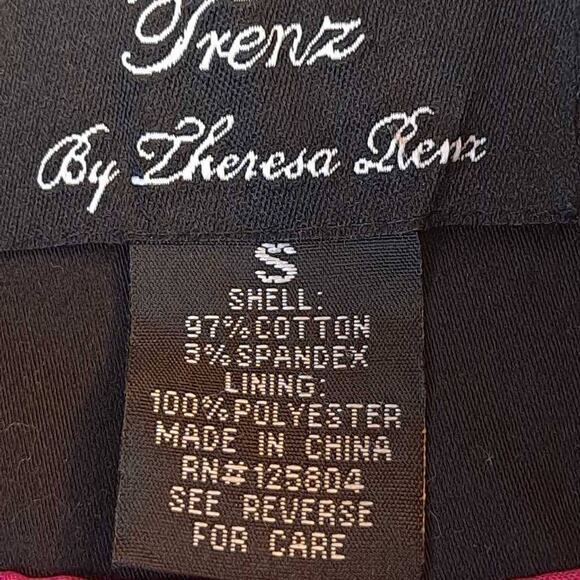 Trenz
By Theresa Renz
S
SHELL:
97%COTTON
3%SPANDEX
LINING:
100%POLYESTER
MADE IN CHINA
RN#125804
SEE REVERSE
FOR CARE